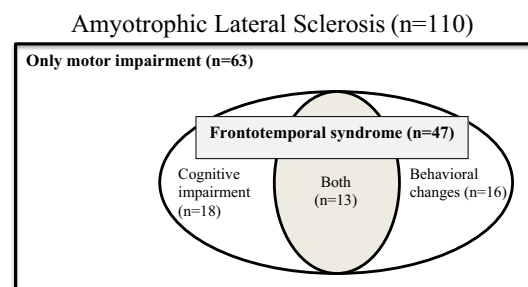 Amyotrophic Lateral Sclerosis (n=110)
Only motor impairment (n=63)
Frontotemporal syndrome (n=47)
Cognitive
impairment
(n=18)
Both
(n=13)
Behavioral
changes (n=16)